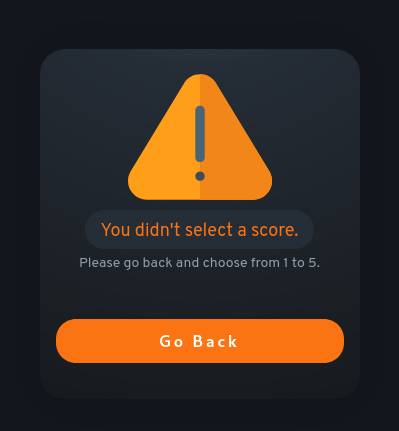 You didn't select a score.
Please go back and choose from 1 to 5.
Go Back